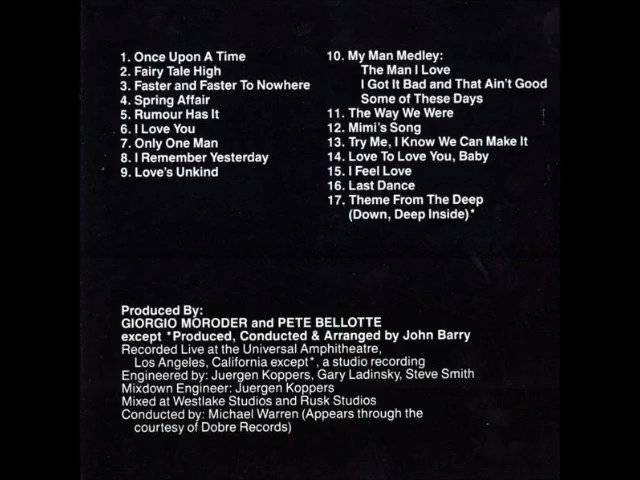 1. Once Upon A Time
2. Fairy Tale High
3. Faster and Faster To Nowhere
4. Spring Affair
5. Rumour Has It
6. I Love You
7. Only One Man
8. I Remember Yesterday
9. Love's Unkind
10. My Man Medley:
The Man I Love
I Got It Bad and That Ain't Good
Some of These Days
11. The Way We Were
12. Mimi's Song
13. Try Me, I Know We Can Make It
14. Love To Love You, Baby
15. I Feel Love
16. Last Dance
17. Theme From The Deep
(Down, Deep Inside)*
Produced By:
GIORGIO MORODER and PETE BELLOTTE
except *Produced, Conducted & Arranged by John Barry
Recorded Live at the Universal Amphitheatre,
Los Angeles, California except*, a studio recording
Engineered by: Juergen Koppers, Gary Ladinsky, Steve Smith
Mixdown Engineer: Juergen Koppers
Mixed at Westlake Studios and Rusk Studios
Conducted by: Michael Warren (Appears through the
courtesy of Dobre Records)